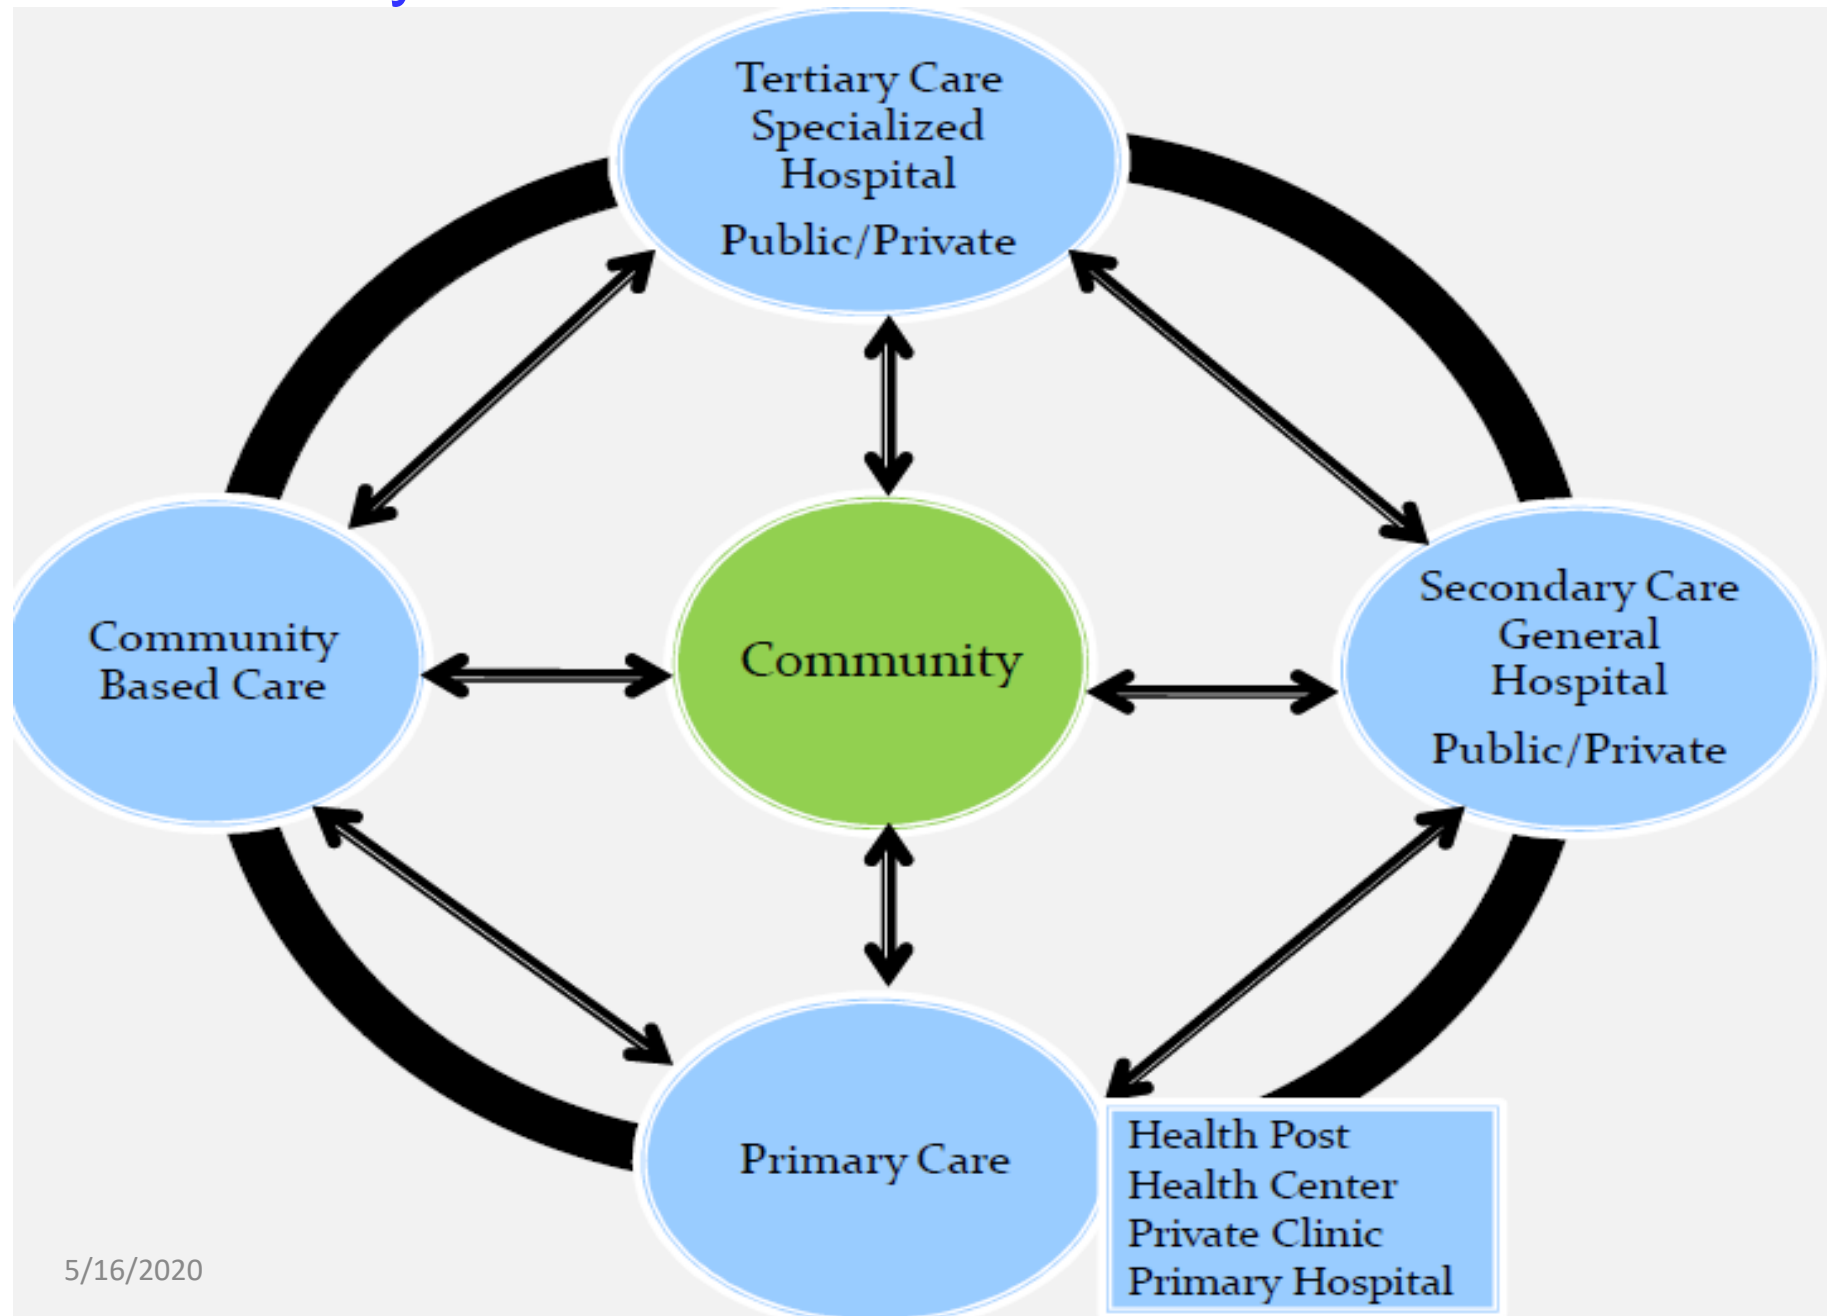 Tertiary Care
Specialized
Hospital
Public/Private
Community
Based Care
Community
Secondary Care
General
Hospital
Public/Private
Primary Care
Health Post
Health Center
Private Clinic
Primary Hospital
5/16/2020